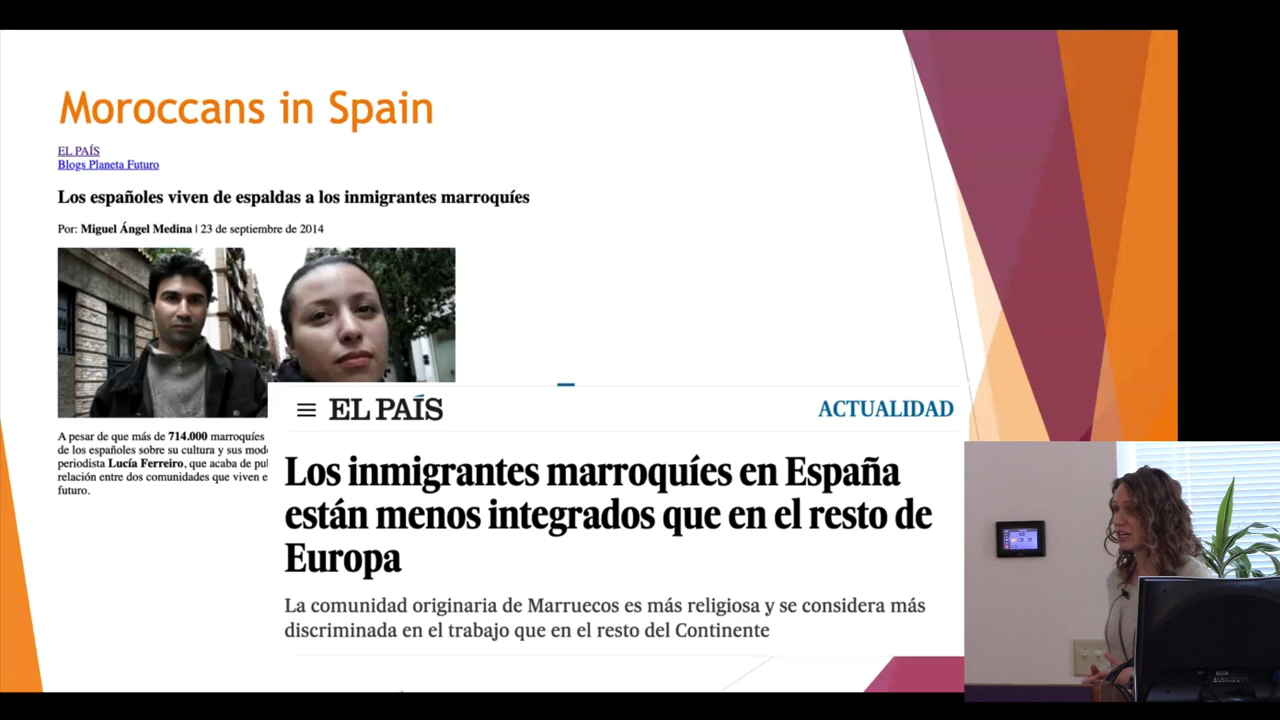 Moroccans in Spain
EL PAÍS
Blogs Planeta Futuro
Los españoles viven de espaldas a los inmigrantes marroquíes
Por: Miguel Ángel Medina | 23 de septiembre de 2014
A pesar de que más de 714.000 marroquíes
de los españoles sobre su cultura y sus
periodista Lucía Ferreiro, que acaba de
relación entre dos comunidades que viven
futuro.
EL PAÍS
ACTUALIDAD
Los inmigrantes marroquíes en España
están menos integrados que en el resto de
Europa
La comunidad originaria de Marruecos es más religiosa y se considera más
discriminada en el trabajo que en el resto del Continente